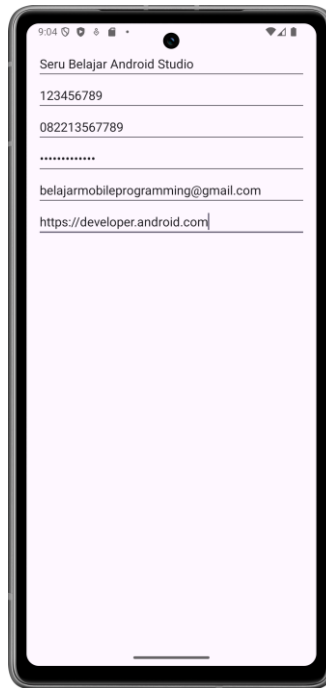 9:04
Seru Belajar Android Studio
123456789
082213567789
•••••••••••••
belajarmobileprogramming@gmail.com
https://developer.android.com